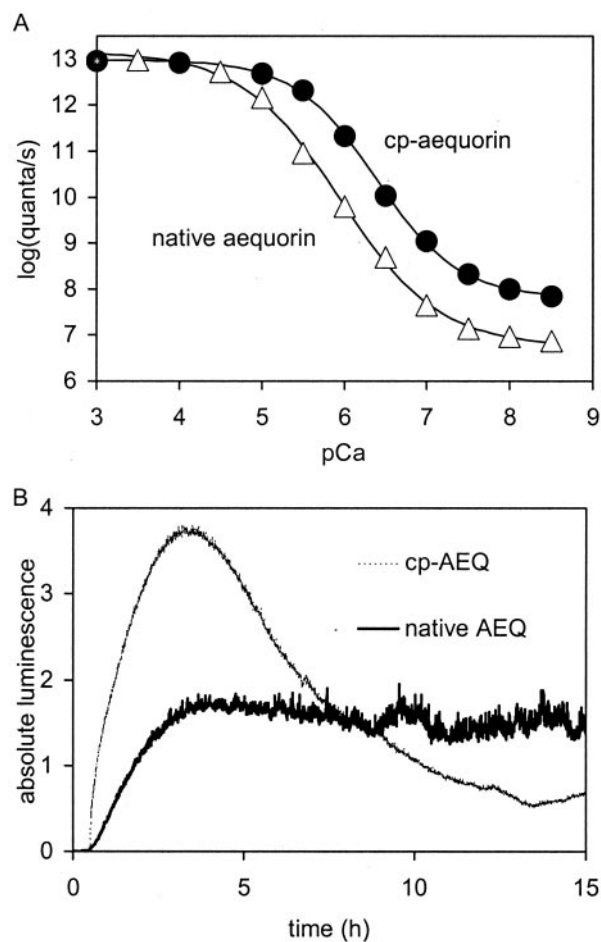 A
log(quanta/s)
13
12
11
10
9
8
7
6
cp-aequorin
native aequorin
3 4 5 6 7 8 9
pCa
B
absolute luminescence
4
3
2
1
0
cp-AEQ
native AEQ
0 5 10 15
time (h)